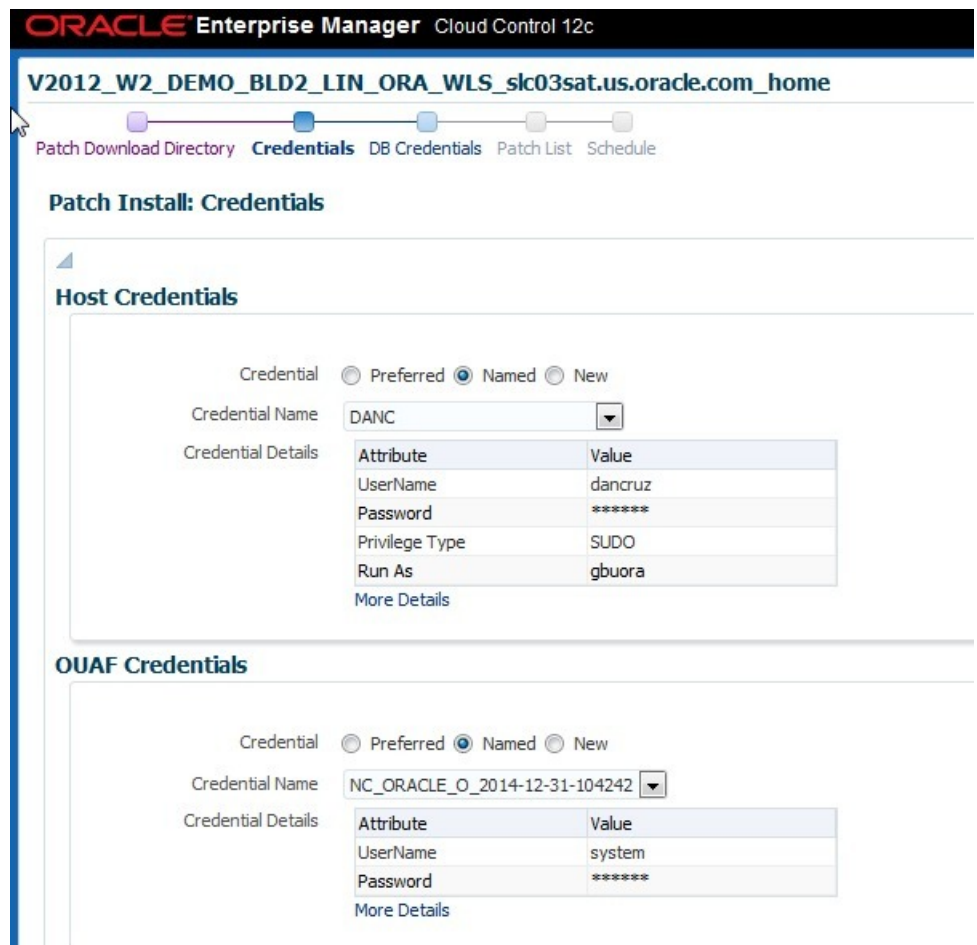 ORACLE Enterprise Manager Cloud Control 12c
V2012_W2_DEMO_BLD2_LIN_ORA_WLS_slc03sat.us.oracle.com_home
Patch Download Directory Credentials DB Credentials Patch List Schedule
Patch Install: Credentials
Host Credentials
Credential Preferred Named New
Credential Name DANC
Credential Details Attribute Value
UserName dancruz
Password ******
Privilege Type SUDO
Run As gbuora
More Details
OUAF Credentials
Credential Preferred Named New
Credential Name NC_ORACLE_O_2014-12-31-104242
Credential Details Attribute Value
UserName system
Password ******
More Details